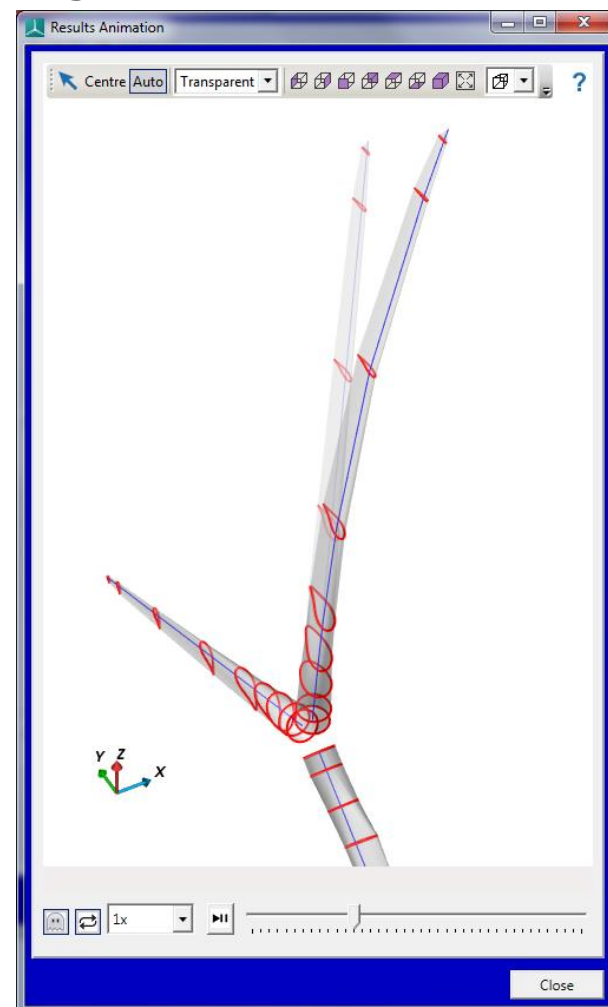 Results Animation
Centre Auto Transparent ?
Y Z X
1x
Close